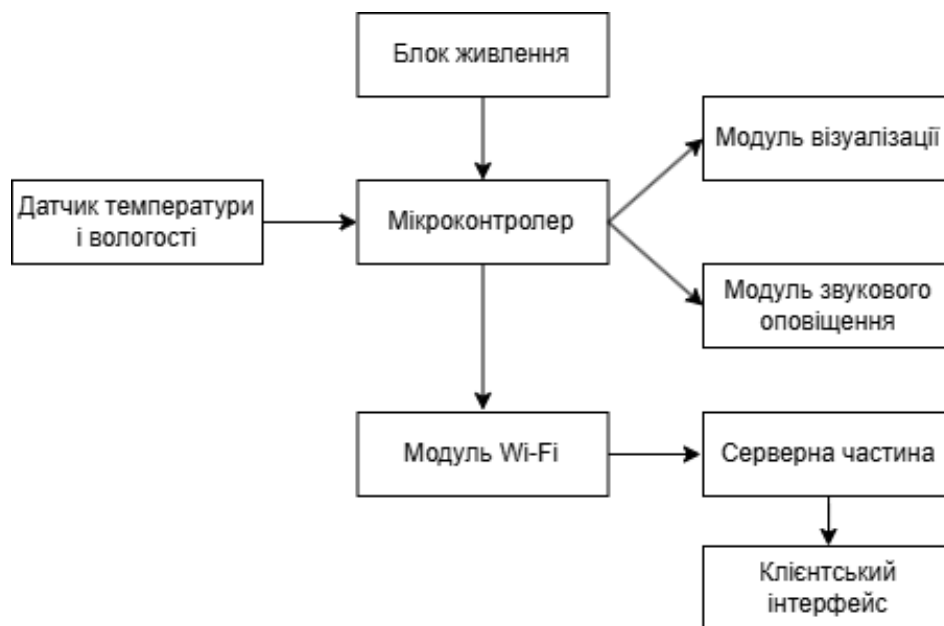 Блок живлення
Модуль візуалізації
Датчик температури
і вологості
Мікроконтролер
Модуль звукового
оповіщення
Модуль Wi-Fi
Серверна частина
Клієнтський
інтерфейс